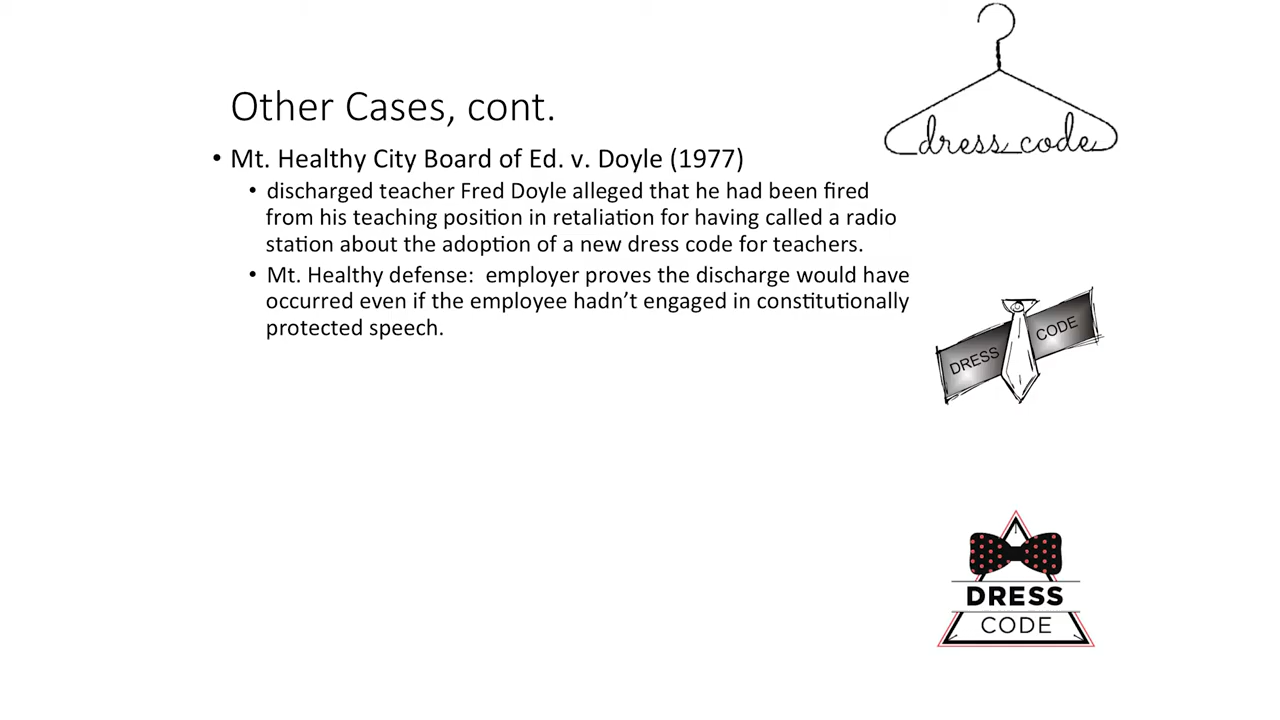 Other Cases, cont.
• Mt. Healthy City Board of Ed. v. Doyle (1977)
• discharged teacher Fred Doyle alleged that he had been fired
from his teaching position in retaliation for having called a radio
station about the adoption of a new dress code for teachers.
• Mt. Healthy defense:  employer proves the discharge would have
occurred even if the employee hadn’t engaged in constitutionally
protected speech.
dress code
DRESS CODE
DRESS
CODE